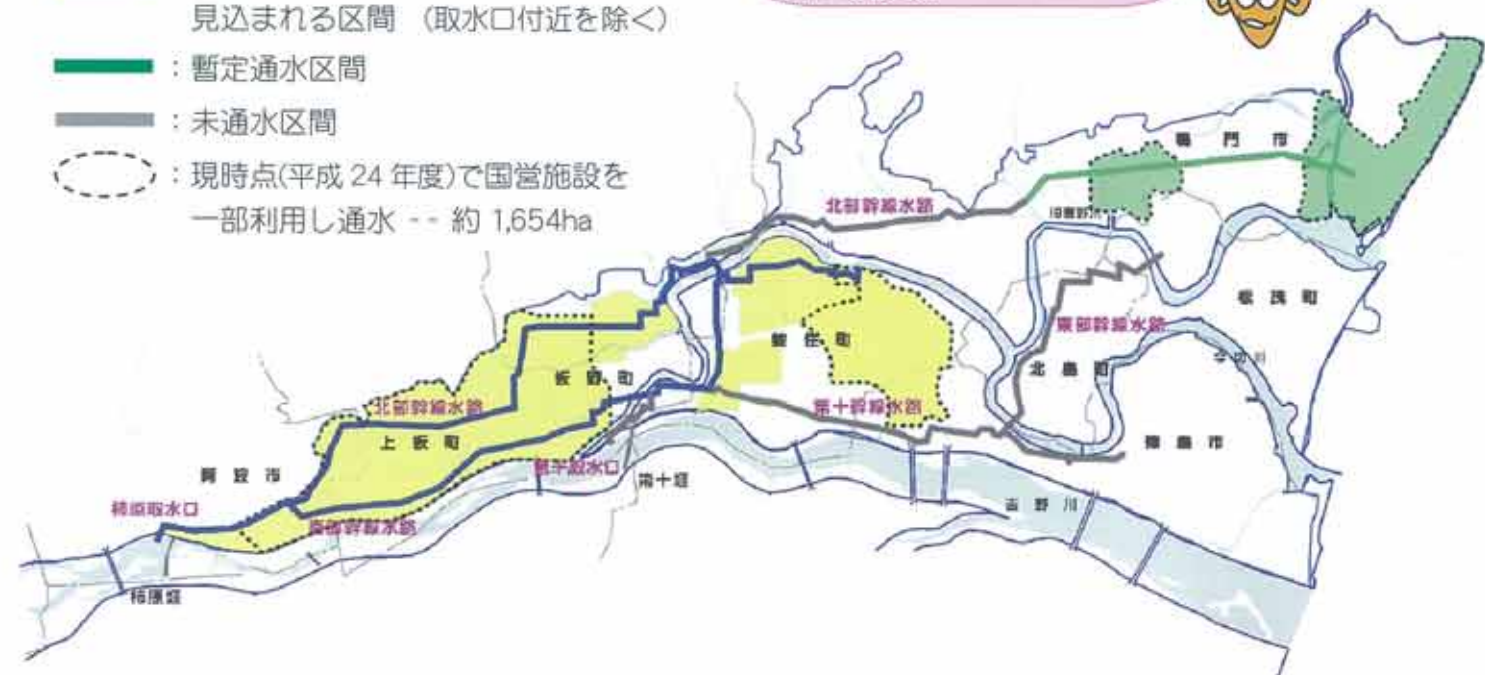 見込まれる区間 (取水口付近を除く)
：暫定通水区間
：未通水区間
：現時点(平成 24 年度)で国営施設を
一部利用し通水 -- 約 1,654ha
鳴門市
北部幹線水路
松茂町
東部幹線水路
今切川
藍住町
北島町
板野町
北部幹線水路
第十幹線水路
上板町
徳島市
阿波市
第十取水口
第十堰
柿原取水口
吉野川
南部幹線水路
柿原堰